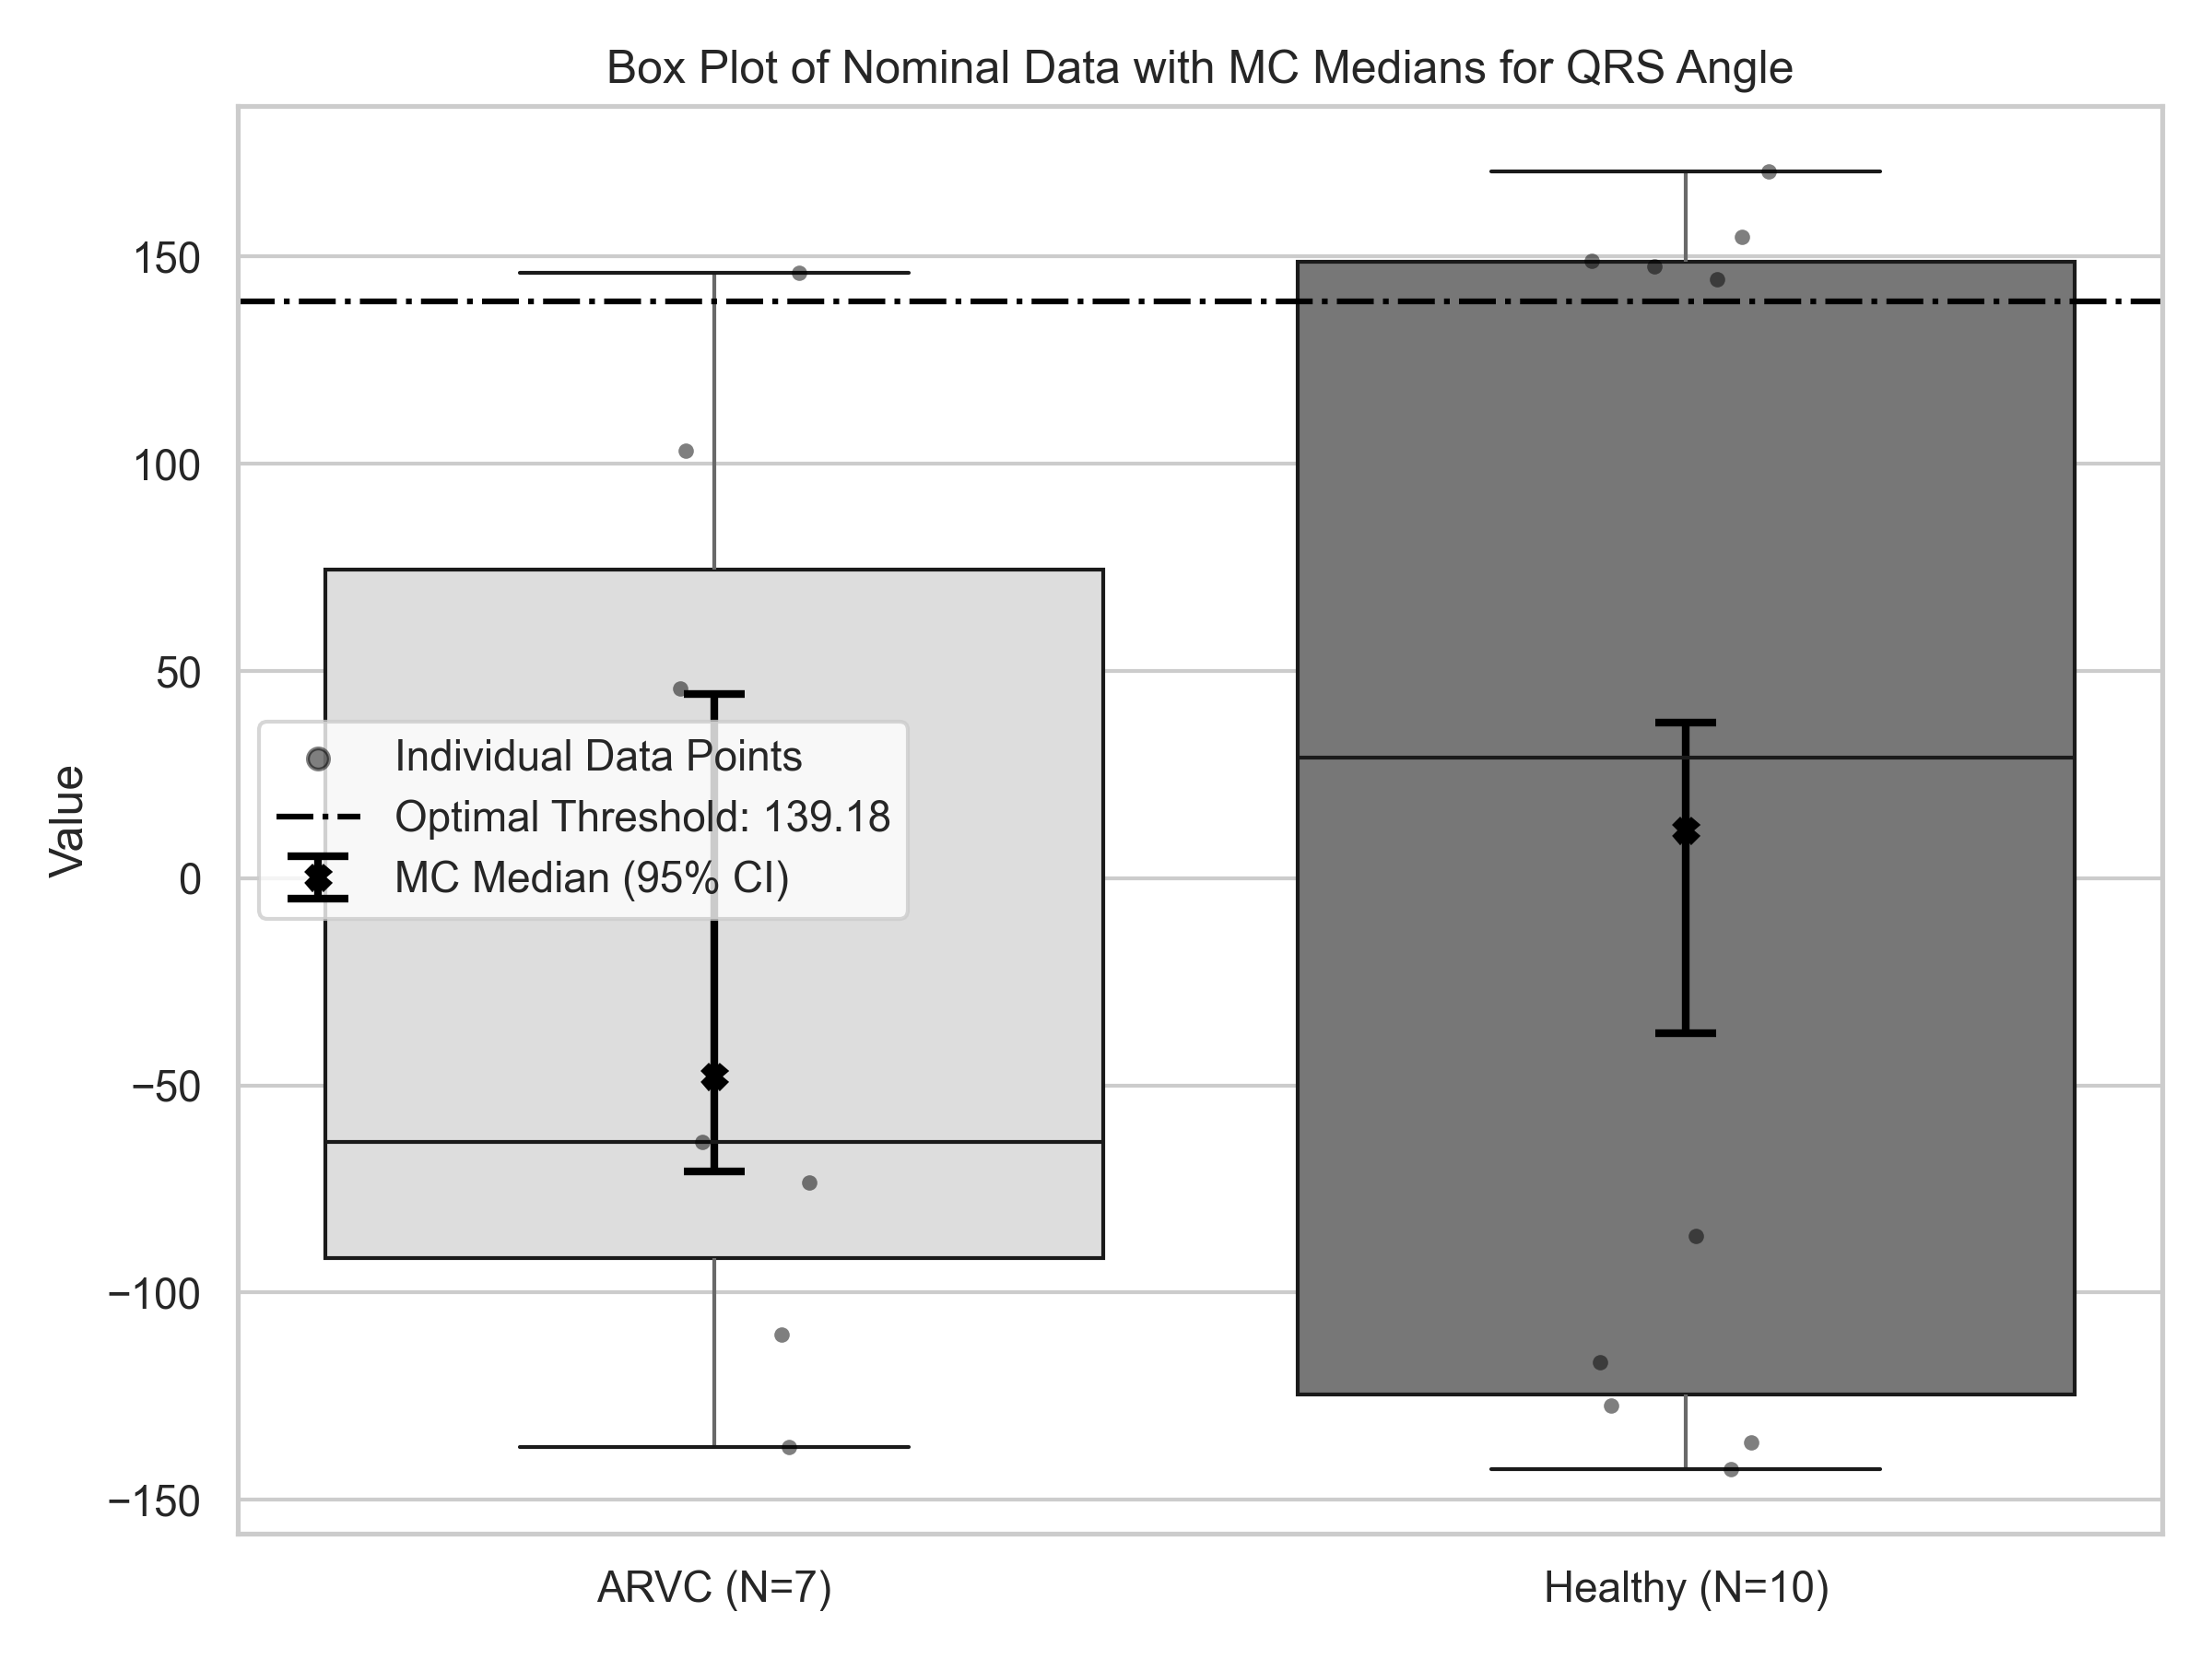 Box Plot of Nominal Data with MC Medians for QRS Angle
Value
150
100
50
0
−50
−100
−150
Individual Data Points
Optimal Threshold: 139.18
MC Median (95% CI)
ARVC (N=7)
Healthy (N=10)